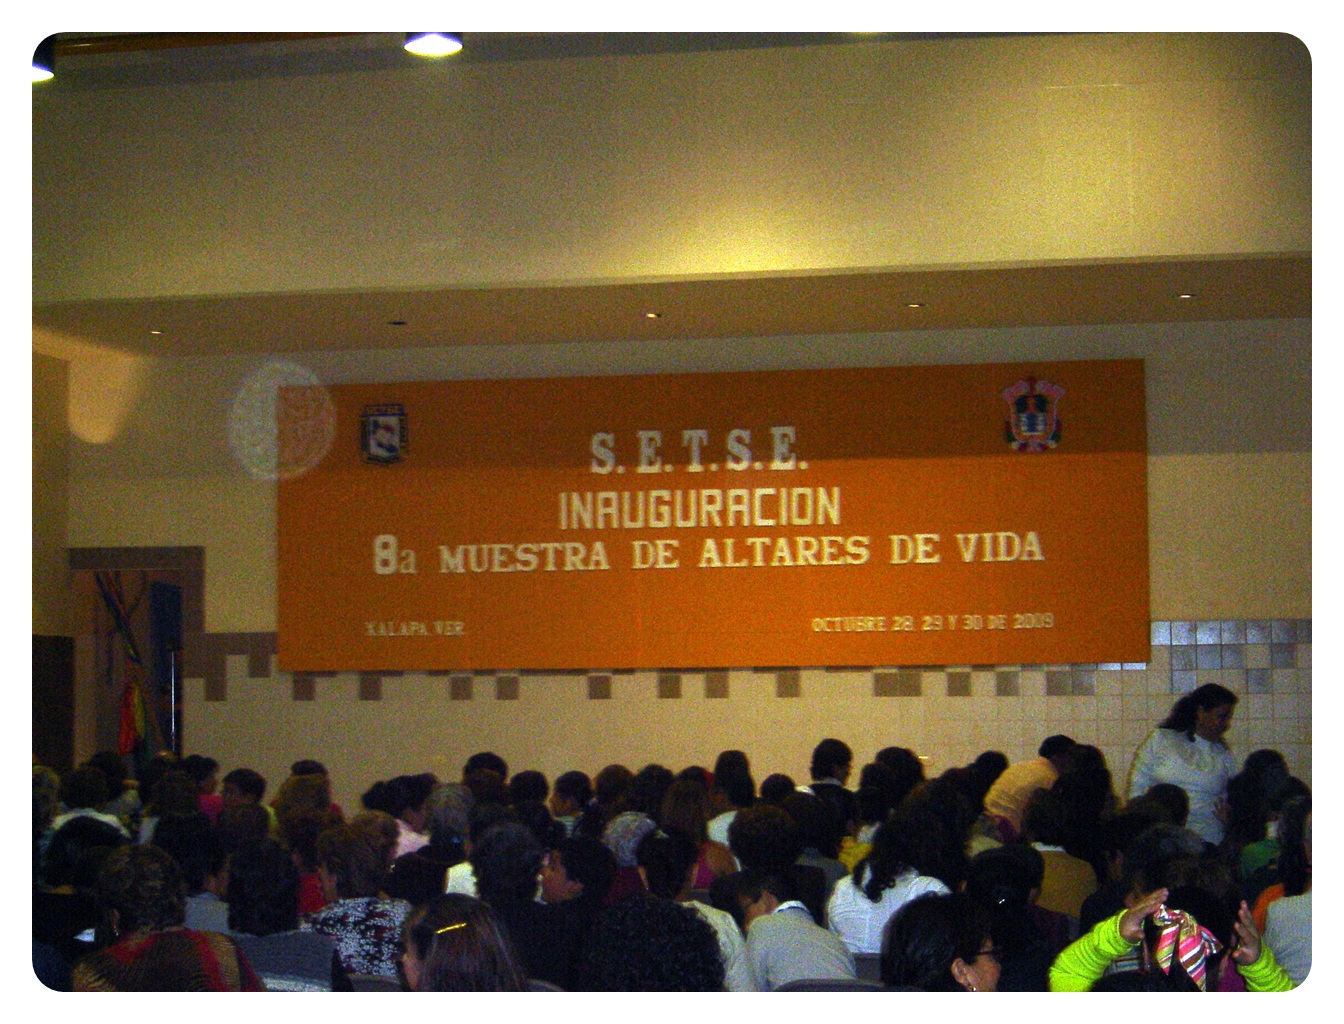 S.E.T.S.E.
INAUGURACION
8a MUESTRA DE ALTARES DE VIDA
XALAPA, VER
OCTUBRE 28, 29 Y 30 DE 2009